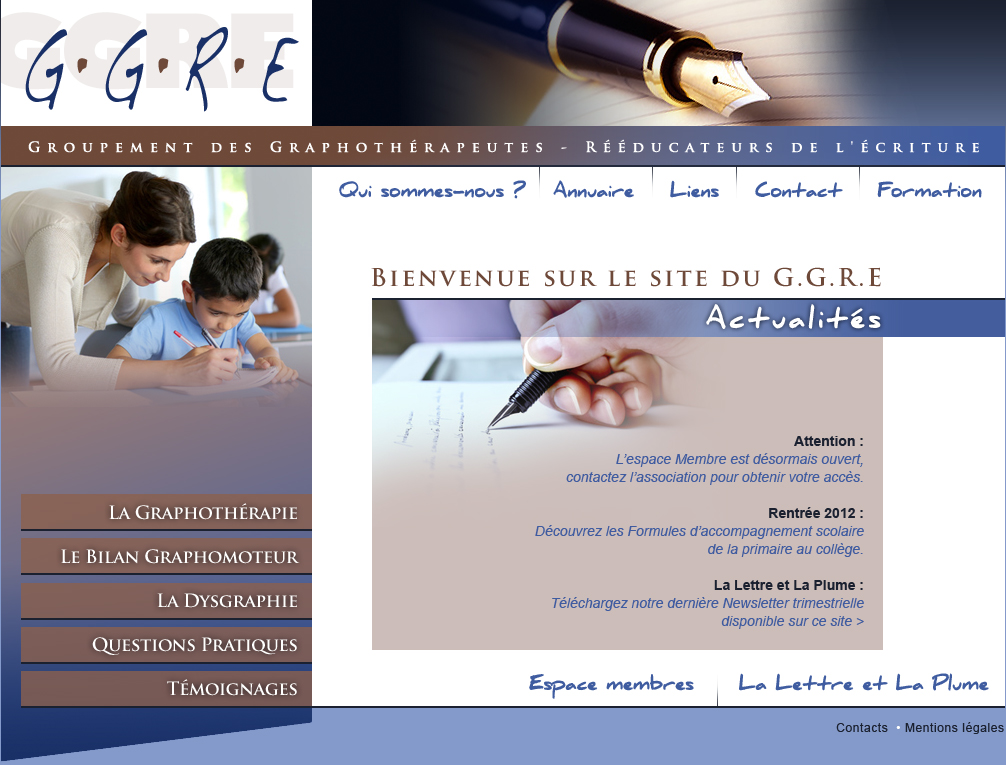 G·G·R·E
GGRE
GROUPEMENT DES GRAPHOTHÉRAPEUTES - RÉÉDUCATEURS DE L'ÉCRITURE
Qui sommes-nous ? Annuaire Liens Contact Formation
BIENVENUE SUR LE SITE DU G.G.R.E
Actualités
Attention :
L'espace Membre est désormais ouvert,
contactez l'association pour obtenir votre accès.
Rentrée 2012 :
Découvrez les Formules d'accompagnement scolaire
de la primaire au collège.
La Lettre et La Plume :
Téléchargez notre dernière Newsletter trimestrielle
disponible sur ce site >
LA GRAPHOTHÉRAPIE
LE BILAN GRAPHOMOTEUR
LA DYSGRAPHIE
QUESTIONS PRATIQUES
TÉMOIGNAGES
Espace membres La Lettre et La Plume
Contacts • Mentions légales